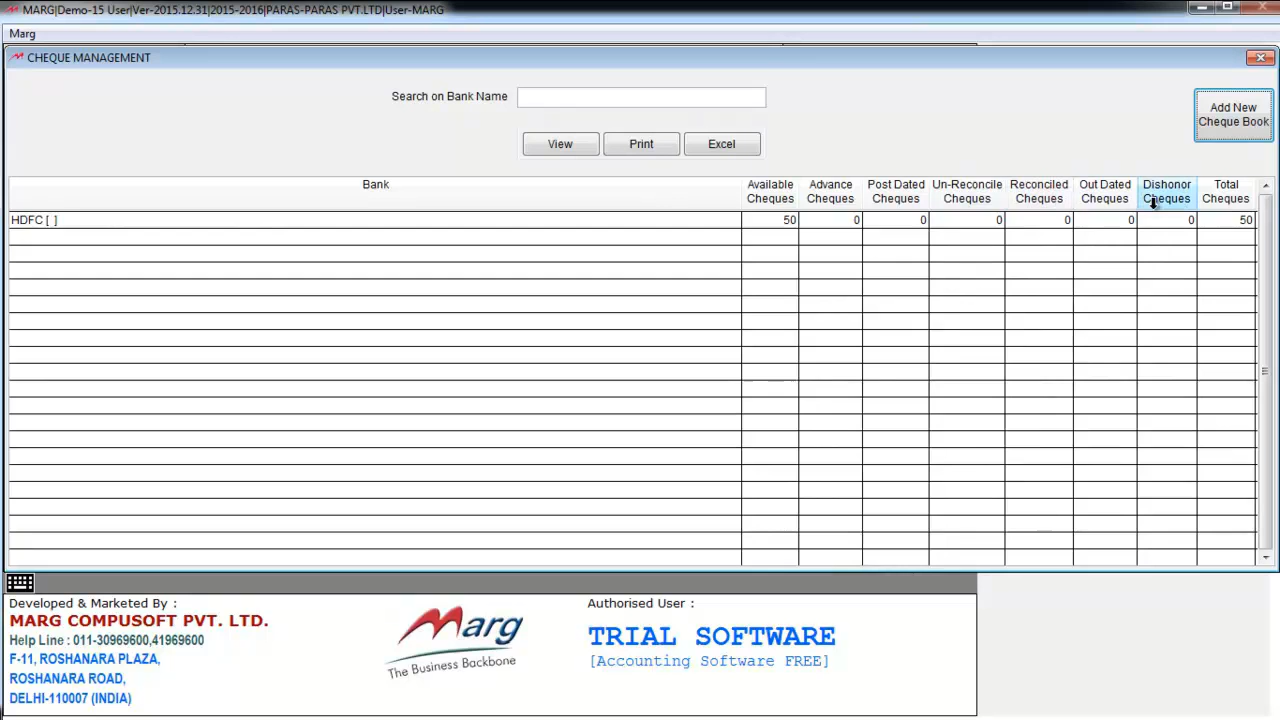 MARG|Demo-15 User|Ver-2015.12.31|2015-2016|PARAS-PARAS PVT.LTD|User-MARG
Marg
CHEQUE MANAGEMENT
Search on Bank Name
Add New
Cheque Book
View Print Excel
Bank Available Cheques Advance Cheques Post Dated Cheques Un-Reconcile Cheques Reconciled Cheques Out Dated Cheques Dishonor Cheques Total Cheques
HDFC [ ] 50 0 0 0 0 0 0 50
Developed & Marketed By :
MARG COMPUSOFT PVT. LTD.
Help Line : 011-30969600,41969600
F-11, ROSHANARA PLAZA,
ROSHANARA ROAD,
DELHI-110007 (INDIA)
Marg
The Business Backbone
Authorised User :
TRIAL SOFTWARE
[Accounting Software FREE]